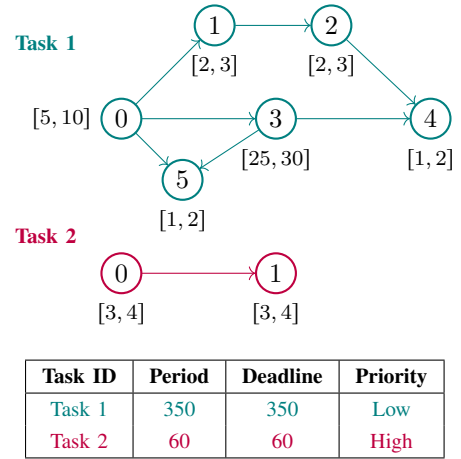 1 2
Task 1
[2, 3] [2, 3]
[5, 10] 0 3 4
[25, 30] [1, 2]
5
[1, 2]
Task 2
0 1
[3, 4] [3, 4]
Task ID Period Deadline Priority
Task 1 350 350 Low
Task 2 60 60 High